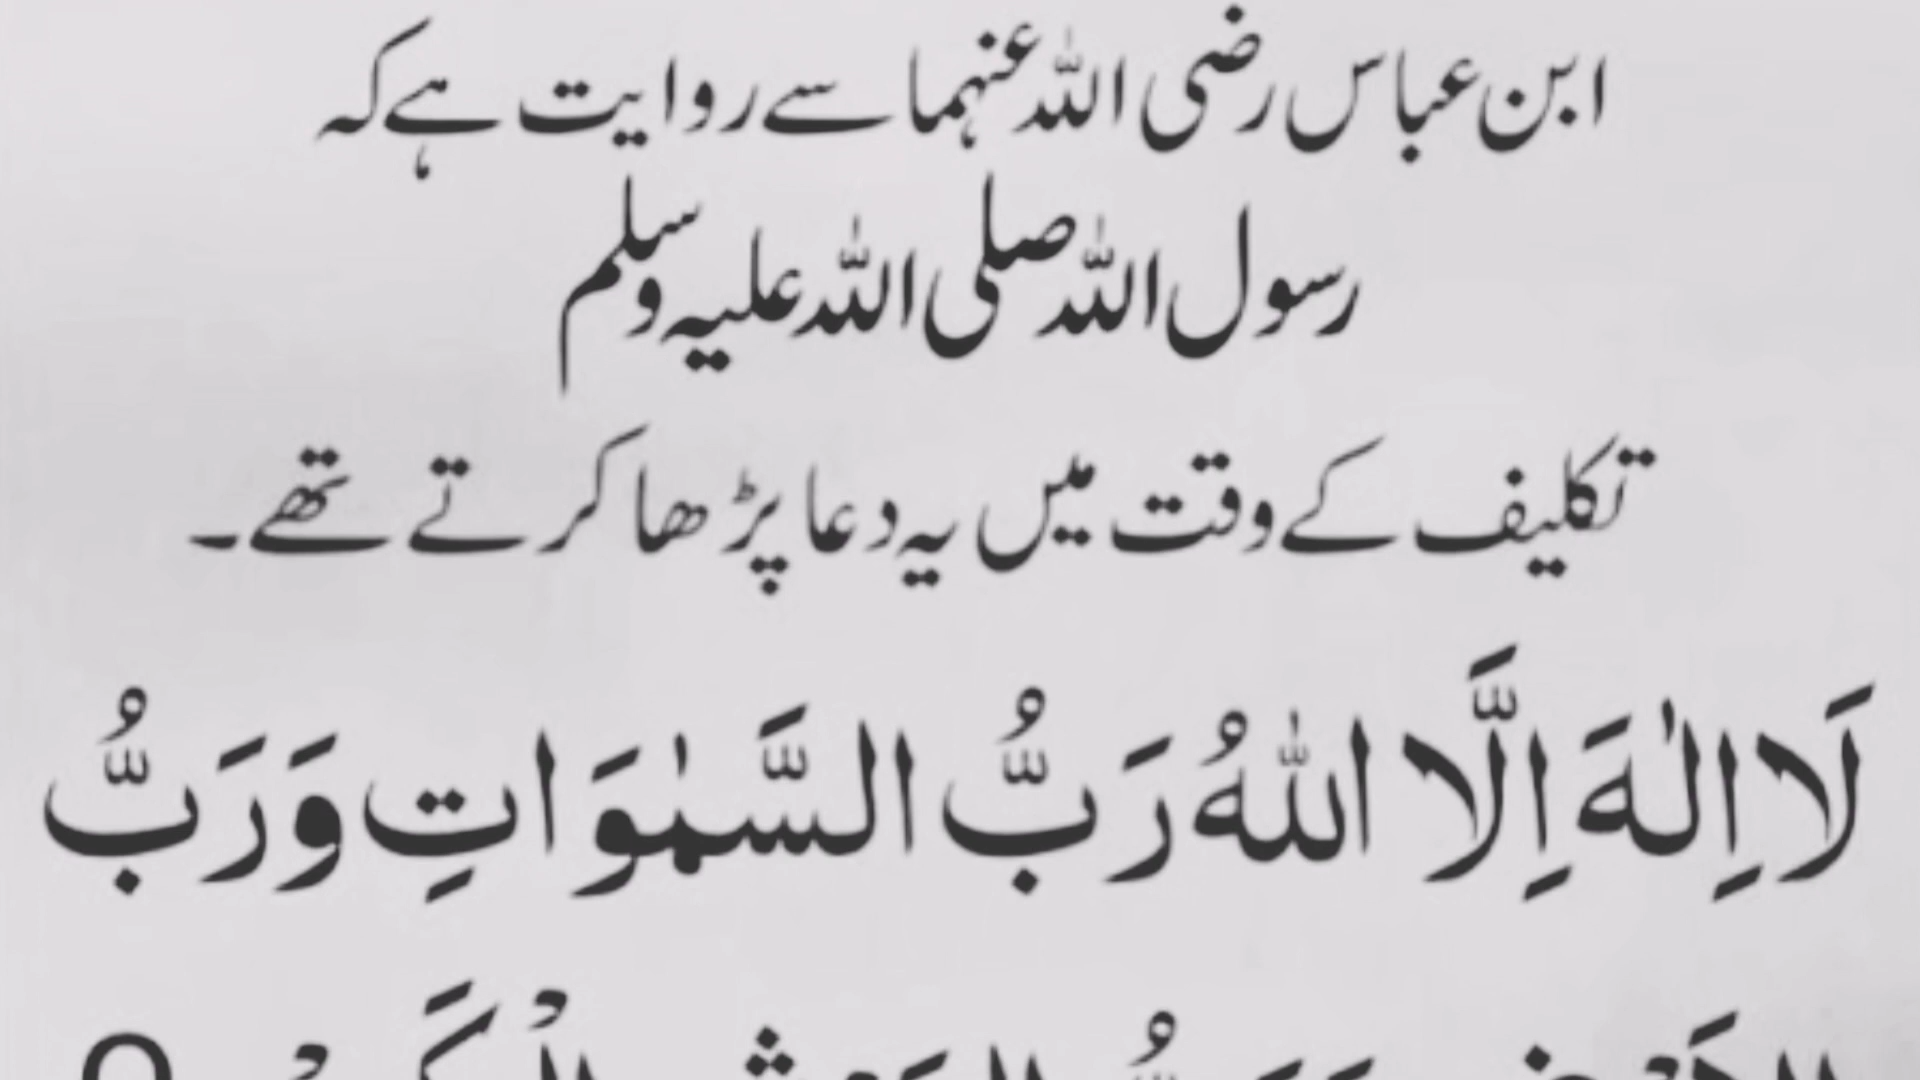 ابن عباس رضی اللہ عنہما سے روایت ہے کہ
رسول اللہ صلی اللہ علیہ وسلم
تکلیف کے وقت میں یہ دعا پڑھا کرتے تھے۔
لَا اِلٰهَ اِلَّا اللّٰهُ رَبُّ السَّمٰوَاتِ وَرَبُّ